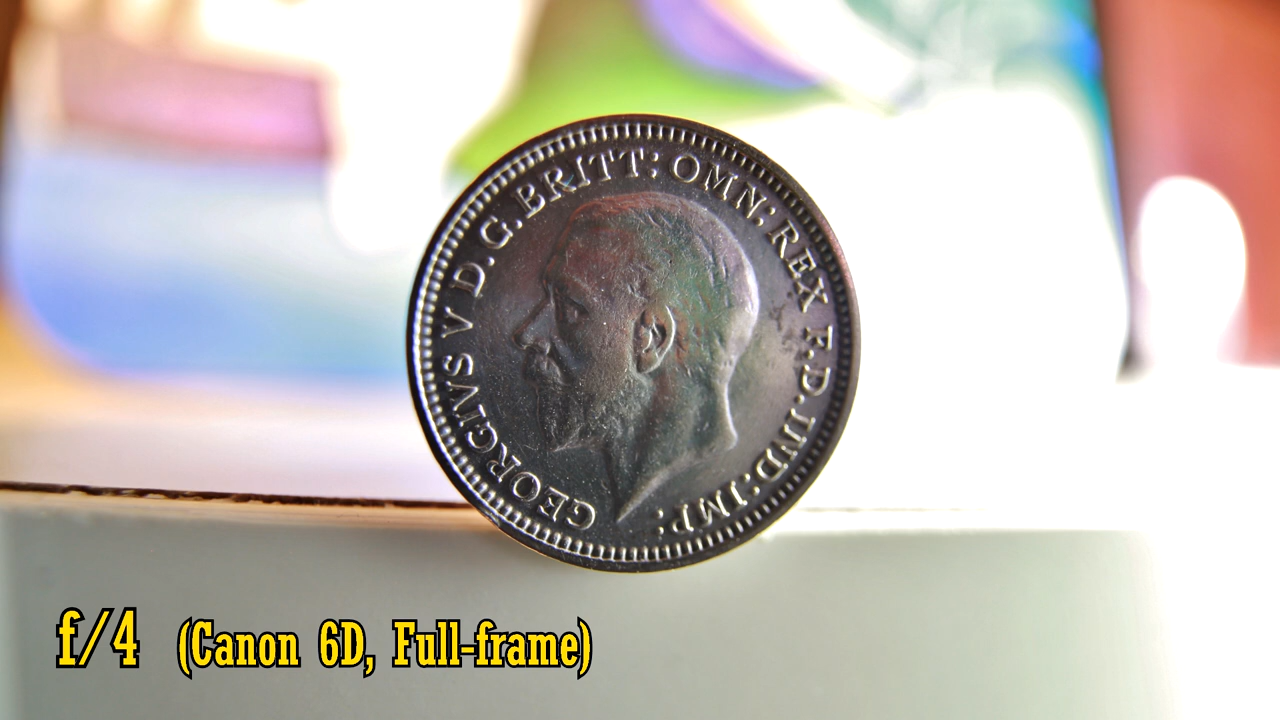 GEORGIVS V D.G.BRITT: OMN: REX F.D.IND:IMP:
f/4 (Canon 6D, Full-frame)